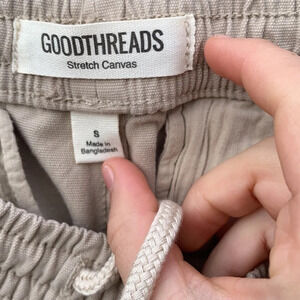 GOODTHREADS
Stretch Canvas
S
Made in
Bangladesh